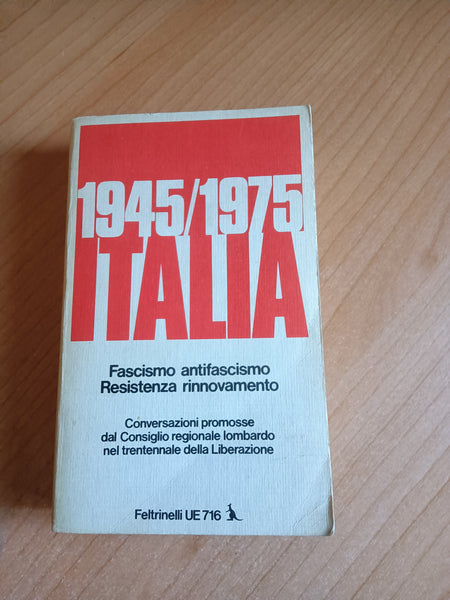 1945/1975
ITALIA
Fascismo antifascismo
Resistenza rinnovamento
Conversazioni promosse
dal Consiglio regionale lombardo
nel trentennale della Liberazione
Feltrinelli UE 716